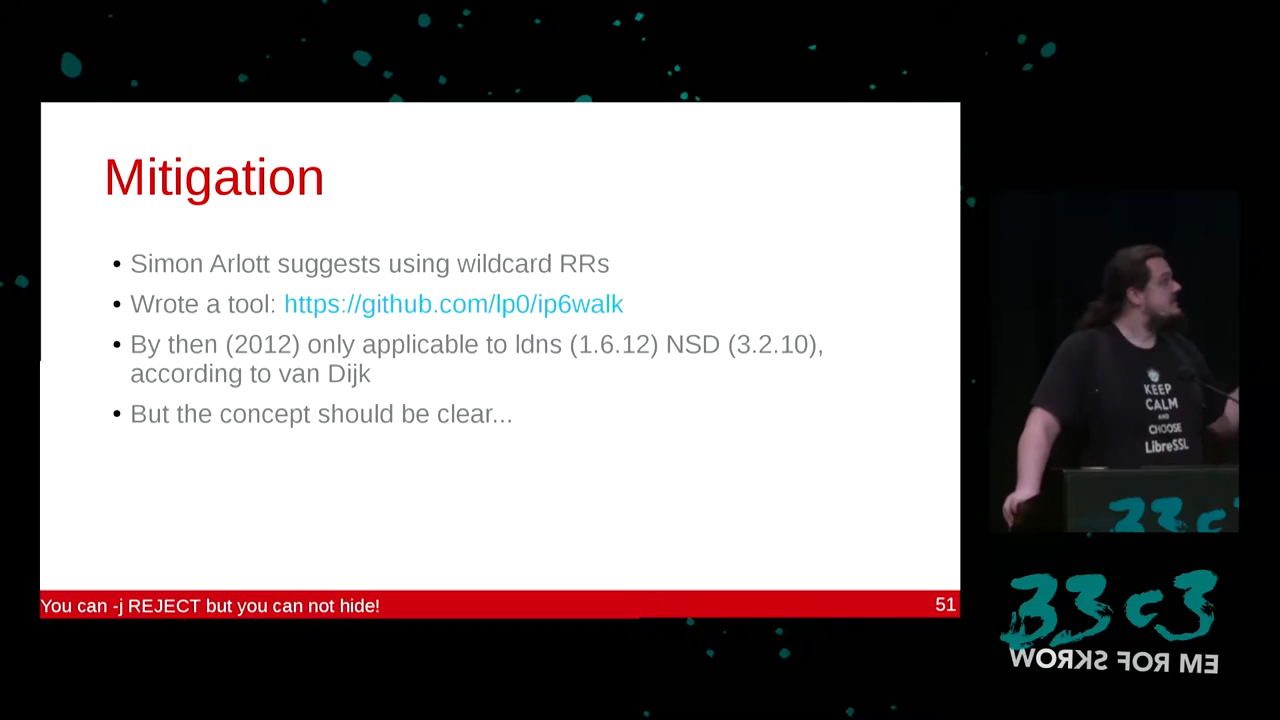 Mitigation
• Simon Arlott suggests using wildcard RRs
• Wrote a tool: https://github.com/lp0/ip6walk
• By then (2012) only applicable to ldns (1.6.12) NSD (3.2.10),
according to van Dijk
• But the concept should be clear...
You can -j REJECT but you can not hide!
51
KEEP
CALM
AND
CHOOSE
LibreSSL
33c3
33c3
WORKS FOR ME